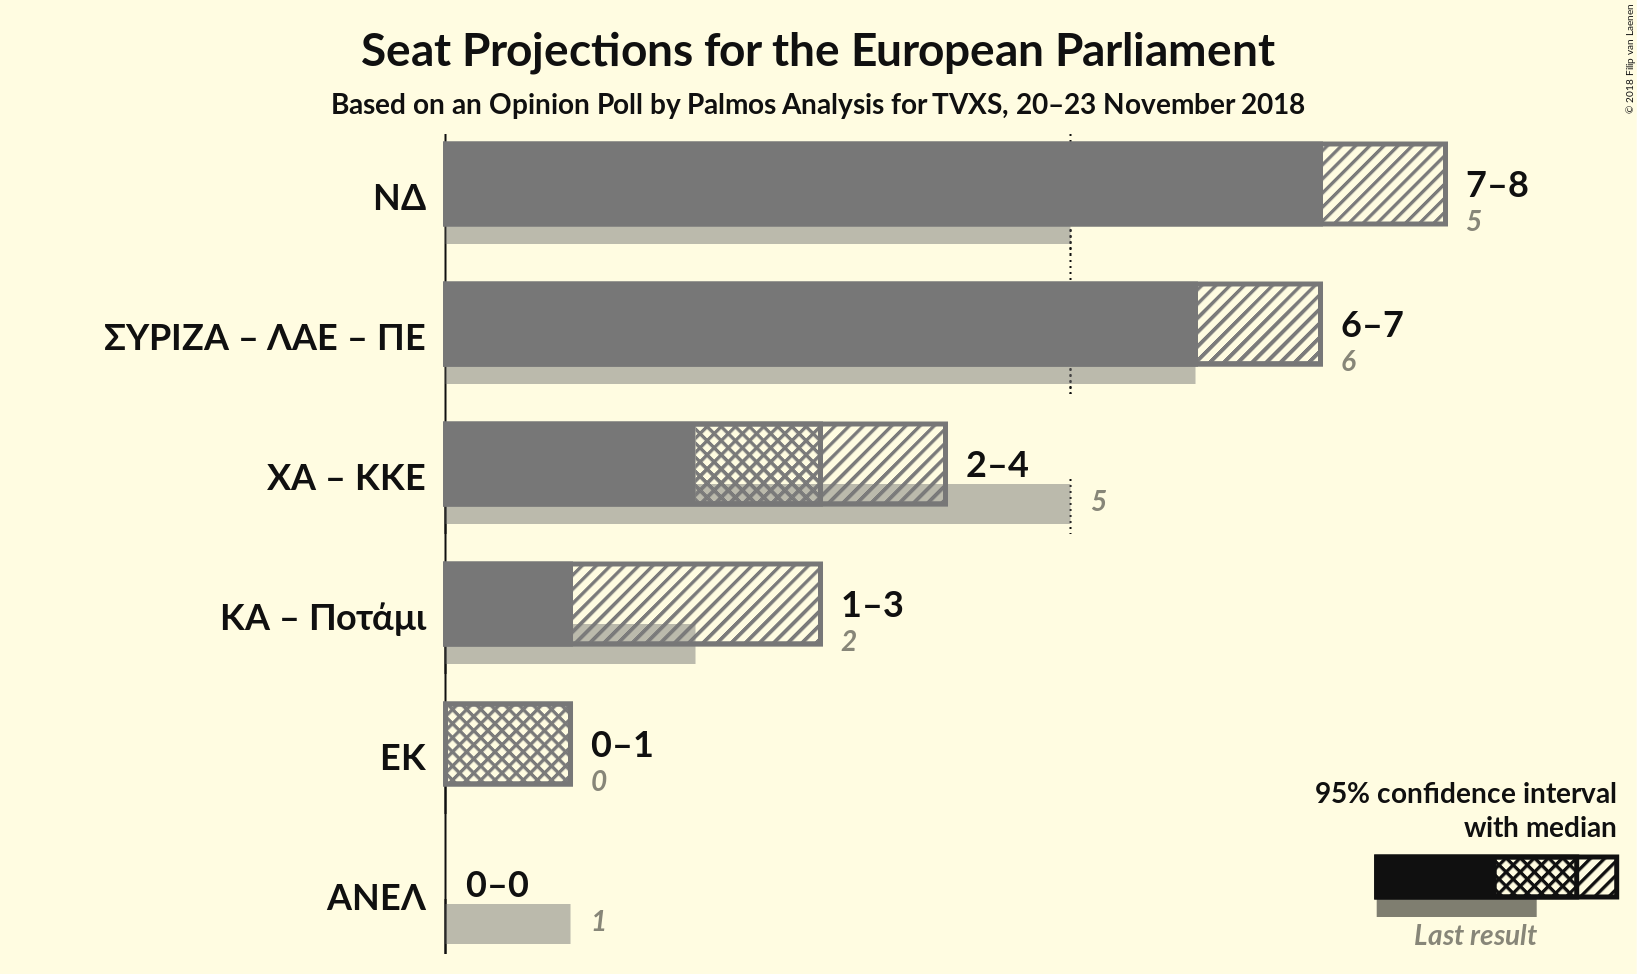 Seat Projections for the European Parliament
Based on an Opinion Poll by Palmos Analysis for TVXS, 20–23 November 2018
© 2018 Filip van Laenen
ΝΔ
7–8
5
ΣΥΡΙΖΑ – ΛΑΕ – ΠΕ
6–7
6
ΧΑ – ΚΚΕ
2–4
5
ΚΑ – Ποτάμι
1–3
2
ΕΚ
0–1
0
ΑΝΕΛ
0–0
1
95% confidence interval
with median
Last result